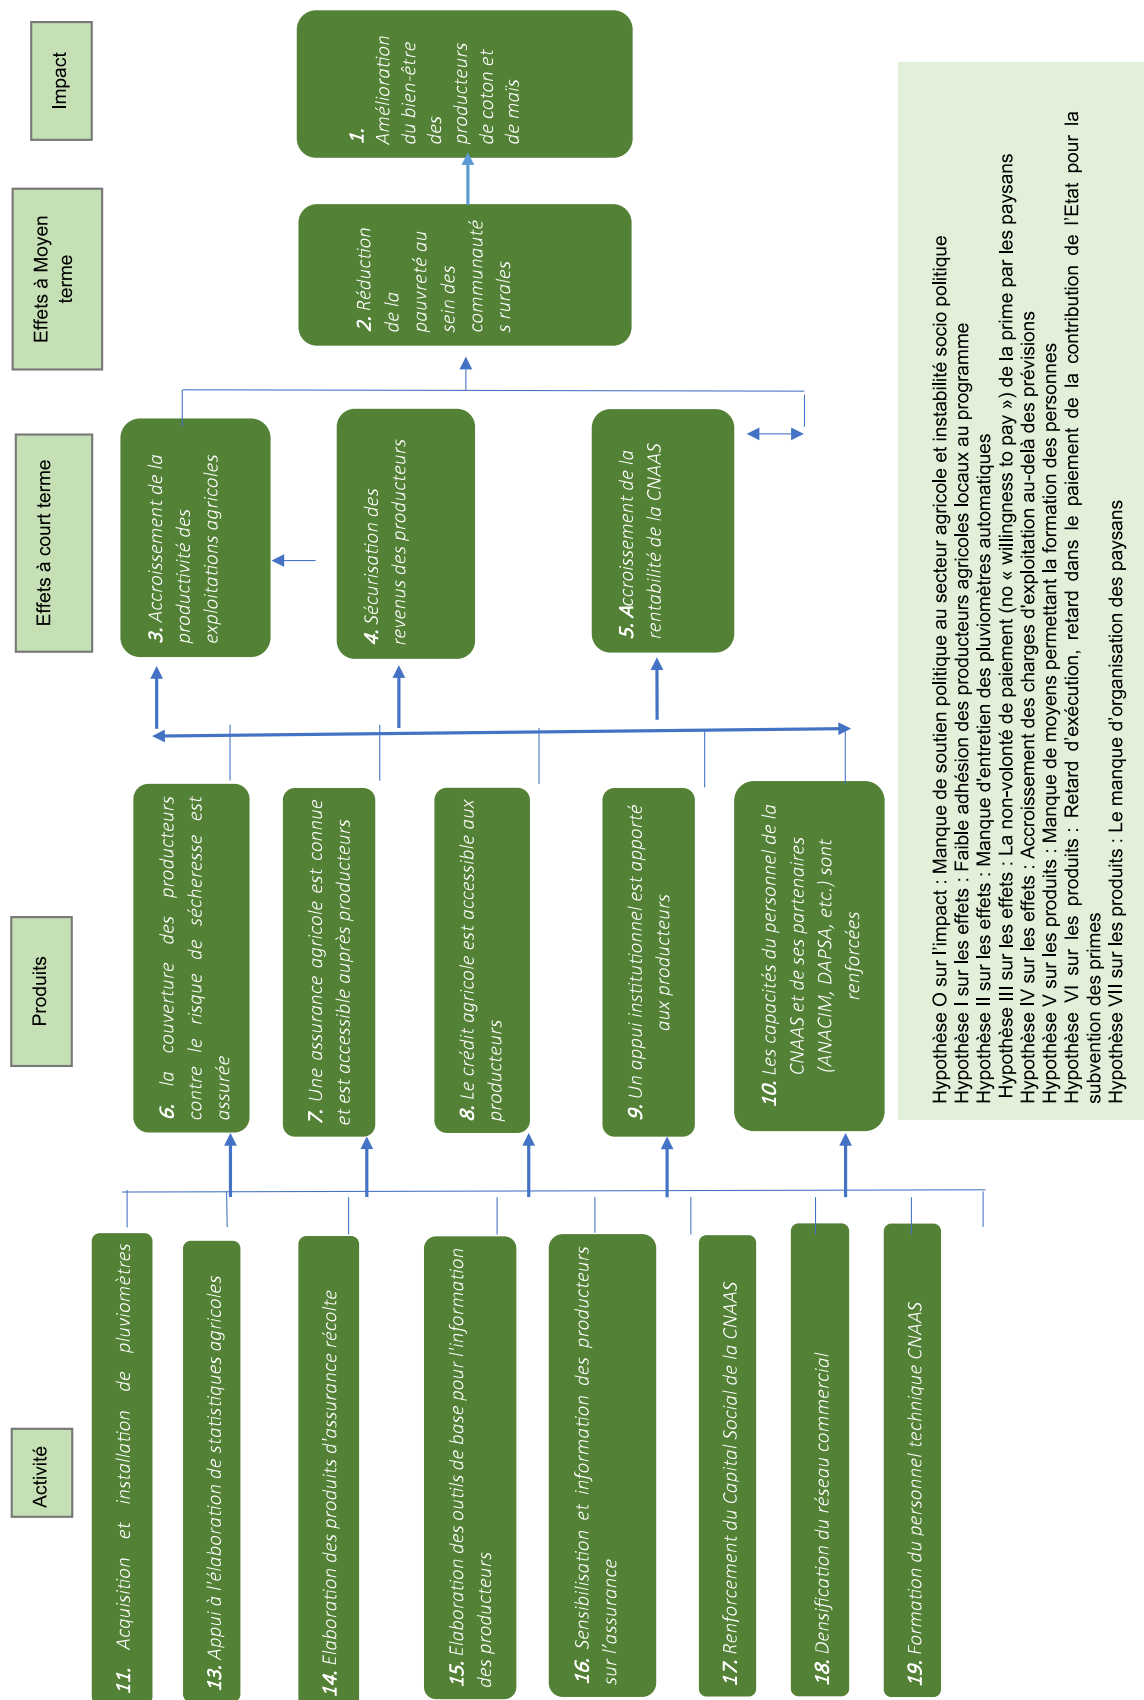 Activité
Produits
Effets à court terme
Effets à Moyen
terme
Impact
11. Acquisition et installation de pluviomètres
13. Appui à l'élaboration de statistiques agricoles
14. Elaboration des produits d'assurance récolte
15. Elaboration des outils de base pour l'information
des producteurs
16. Sensibilisation et information des producteurs
sur l'assurance
17. Renforcement du Capital Social de la CNAAS
18. Densification du réseau commercial
19. Formation du personnel technique CNAAS
6. la couverture des producteurs
contre le risque de sécheresse est
assurée
7. Une assurance agricole est connue
et est accessible auprès producteurs
8. Le crédit agricole est accessible aux
producteurs
9. Un appui institutionnel est apporté
aux producteurs
10. Les capacités du personnel de la
CNAAS et de ses partenaires
(ANACIM, DAPSA, etc.) sont
renforcées
3. Accroissement de la
productivité des
exploitations agricoles
4. Sécurisation des
revenus des producteurs
5. Accroissement de la
rentabilité de la CNAAS
2. Réduction
de la
pauvreté au
sein des
communauté
s rurales
1.
Amélioration
du bien-être
des
producteurs
de coton et
de maïs
Hypothèse O sur l'impact : Manque de soutien politique au secteur agricole et instabilité socio politique
Hypothèse I sur les effets : Faible adhésion des producteurs agricoles locaux au programme
Hypothèse II sur les effets : Manque d'entretien des pluviomètres automatiques
Hypothèse III sur les effets : La non-volonté de paiement (no « willingness to pay ») de la prime par les paysans
Hypothèse IV sur les effets : Accroissement des charges d'exploitation au-delà des prévisions
Hypothèse V sur les produits : Manque de moyens permettant la formation des personnes
Hypothèse VI sur les produits : Retard d'exécution, retard dans le paiement de la contribution de l'Etat pour la
subvention des primes
Hypothèse VII sur les produits : Le manque d'organisation des paysans